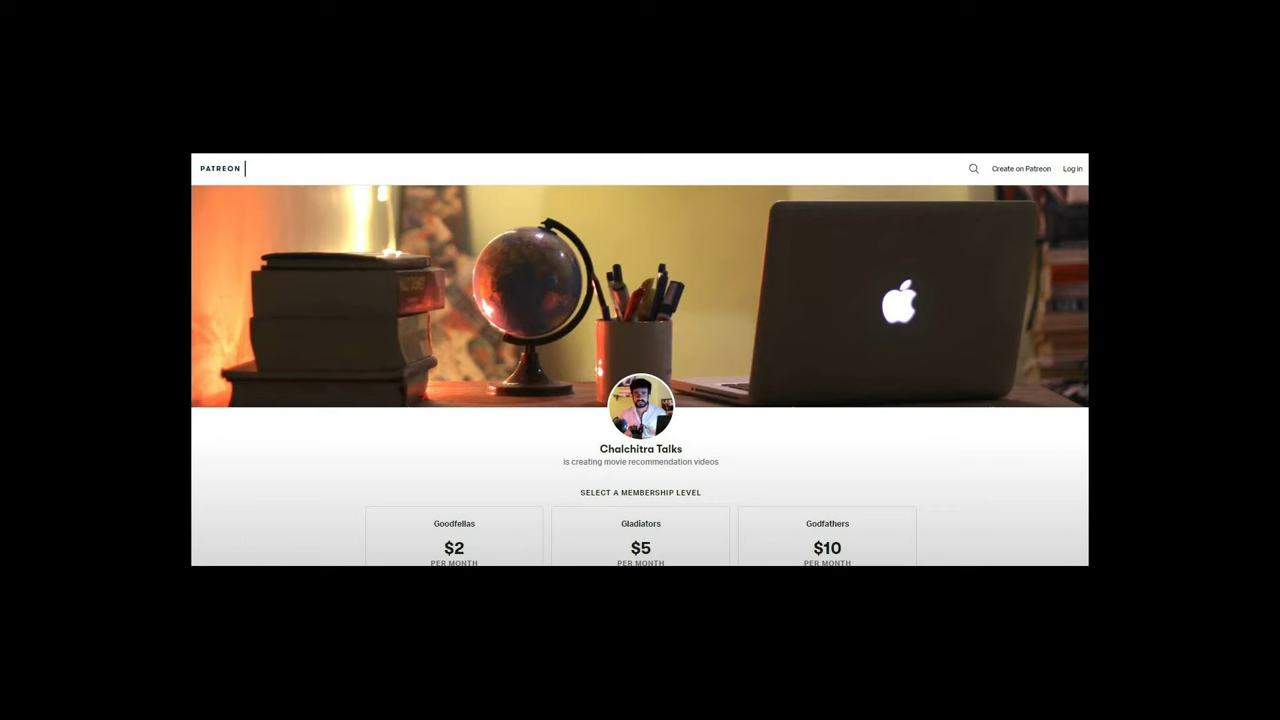 PATREON
Create on Patreon
Log in
Chalchitra Talks
is creating movie recommendation videos
SELECT A MEMBERSHIP LEVEL
Goodfellas
Gladiators
Godfathers
$2
$5
$10
PER MONTH
PER MONTH
PER MONTH